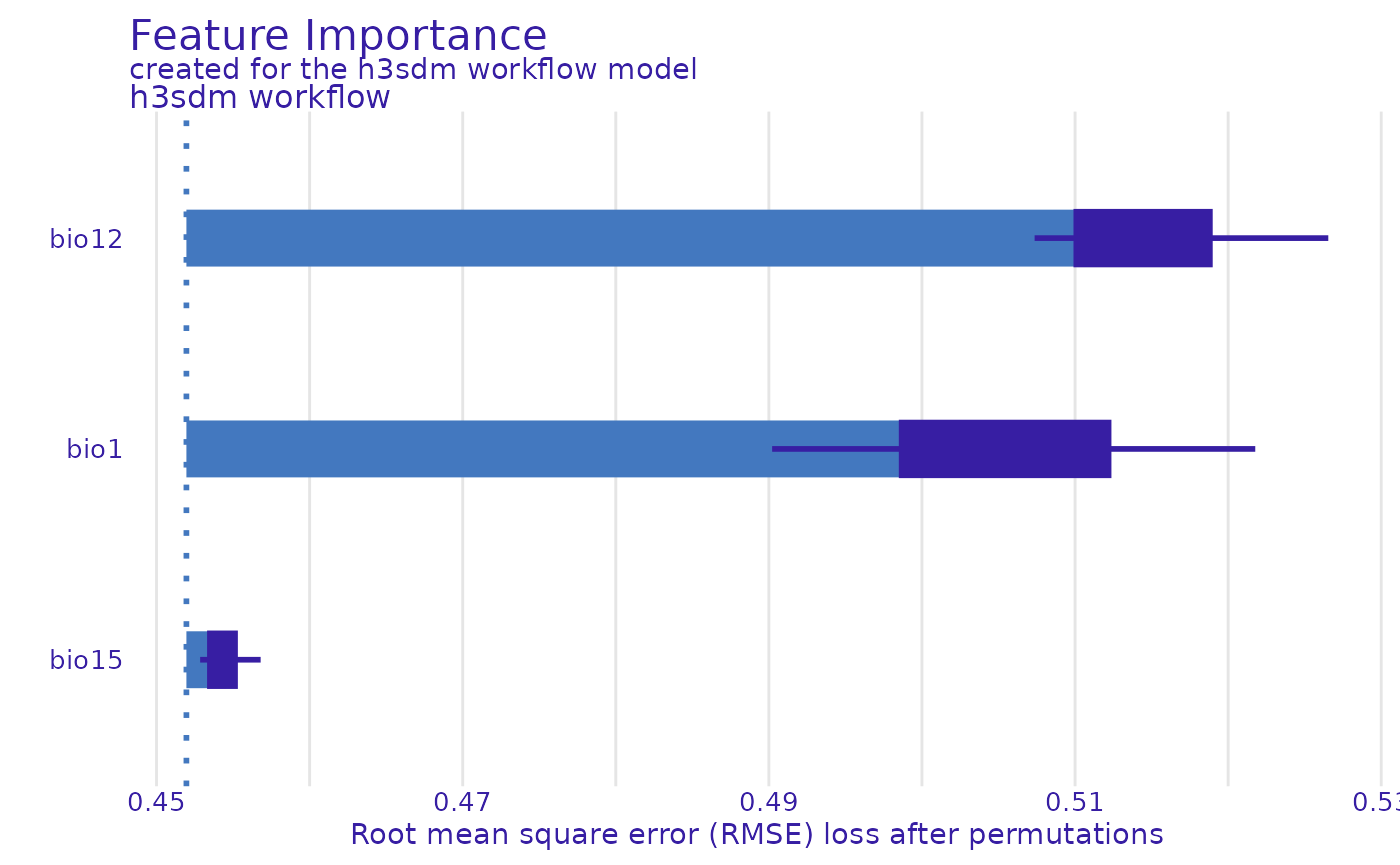 Feature Importance
created for the h3sdm workflow model
h3sdm workflow
bio12
bio1
bio15
0.45 0.47 0.49 0.51 0.53
Root mean square error (RMSE) loss after permutations